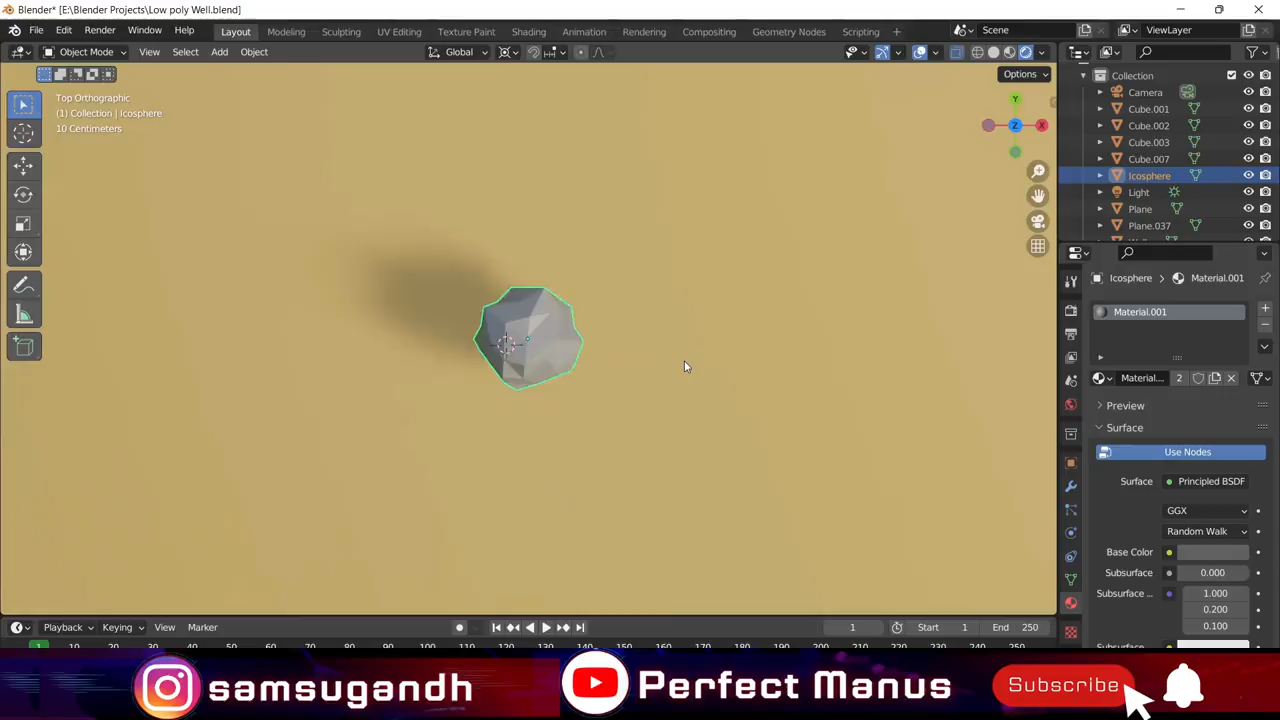 Blender* [E:\Blender Projects\Low poly Well.blend]
File Edit Render Window Help Layout Modeling Sculpting UV Editing Texture Paint Shading Animation Rendering Compositing Geometry Nodes Scripting + Scene ViewLayer
Object Mode View Select Add Object Global
Options
Top Orthographic
(1) Collection | Icosphere
10 Centimeters
Y
Z
X
Collection
Camera
Cube.001
Cube.002
Cube.003
Cube.007
Icosphere
Light
Plane
Plane.037
Icosphere > Material.001
Material.001
Material... 2
Preview
Surface
Use Nodes
Surface Principled BSDF
GGX
Random Walk
Base Color
Subsurface 0.000
Subsurface ... 1.000
0.200
0.100
Playback Keying View Marker 1 Start 1 End 250
samsugandh
Perfect Manus
Subscribe